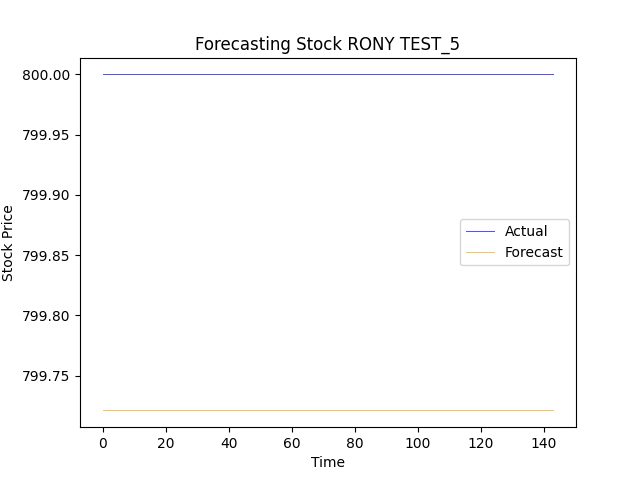 Forecasting Stock RONY TEST_5
800.00
799.95
799.90
799.85
799.80
799.75
Stock Price
Actual
Forecast
0 20 40 60 80 100 120 140
Time